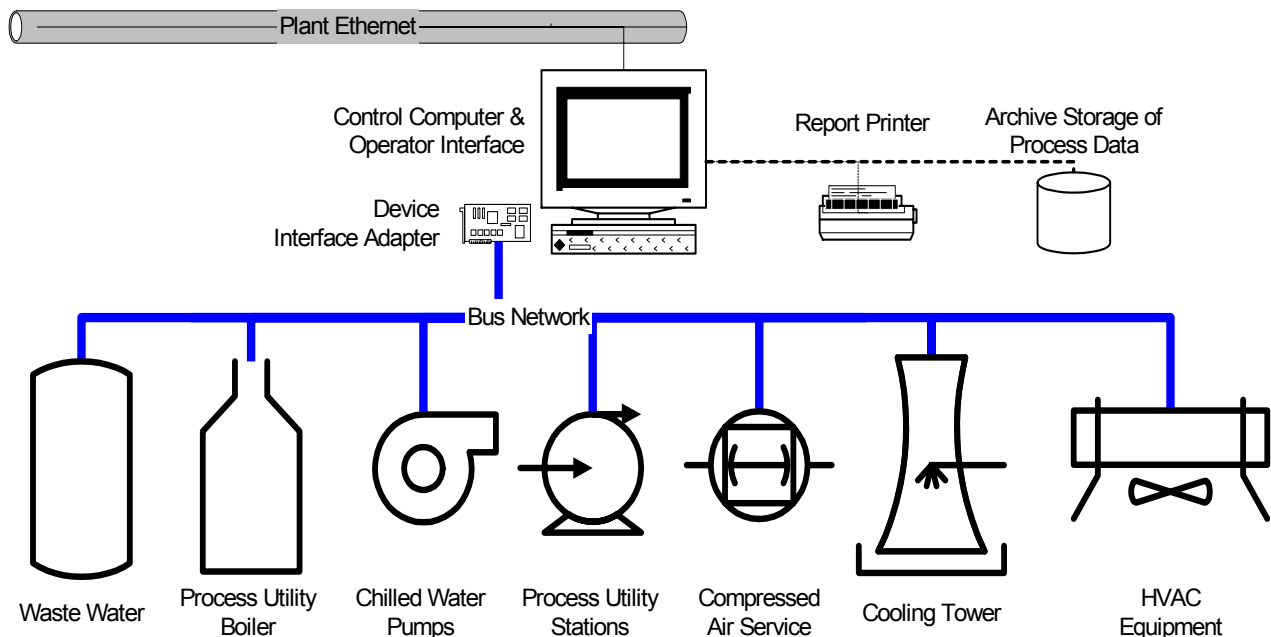 Plant Ethernet
Control Computer &
Operator Interface
Report Printer
Archive Storage of
Process Data
Device
Interface Adapter
Bus Network
Waste Water
Process Utility
Boiler
Chilled Water
Pumps
Process Utility
Stations
Compressed
Air Service
Cooling Tower
HVAC
Equipment